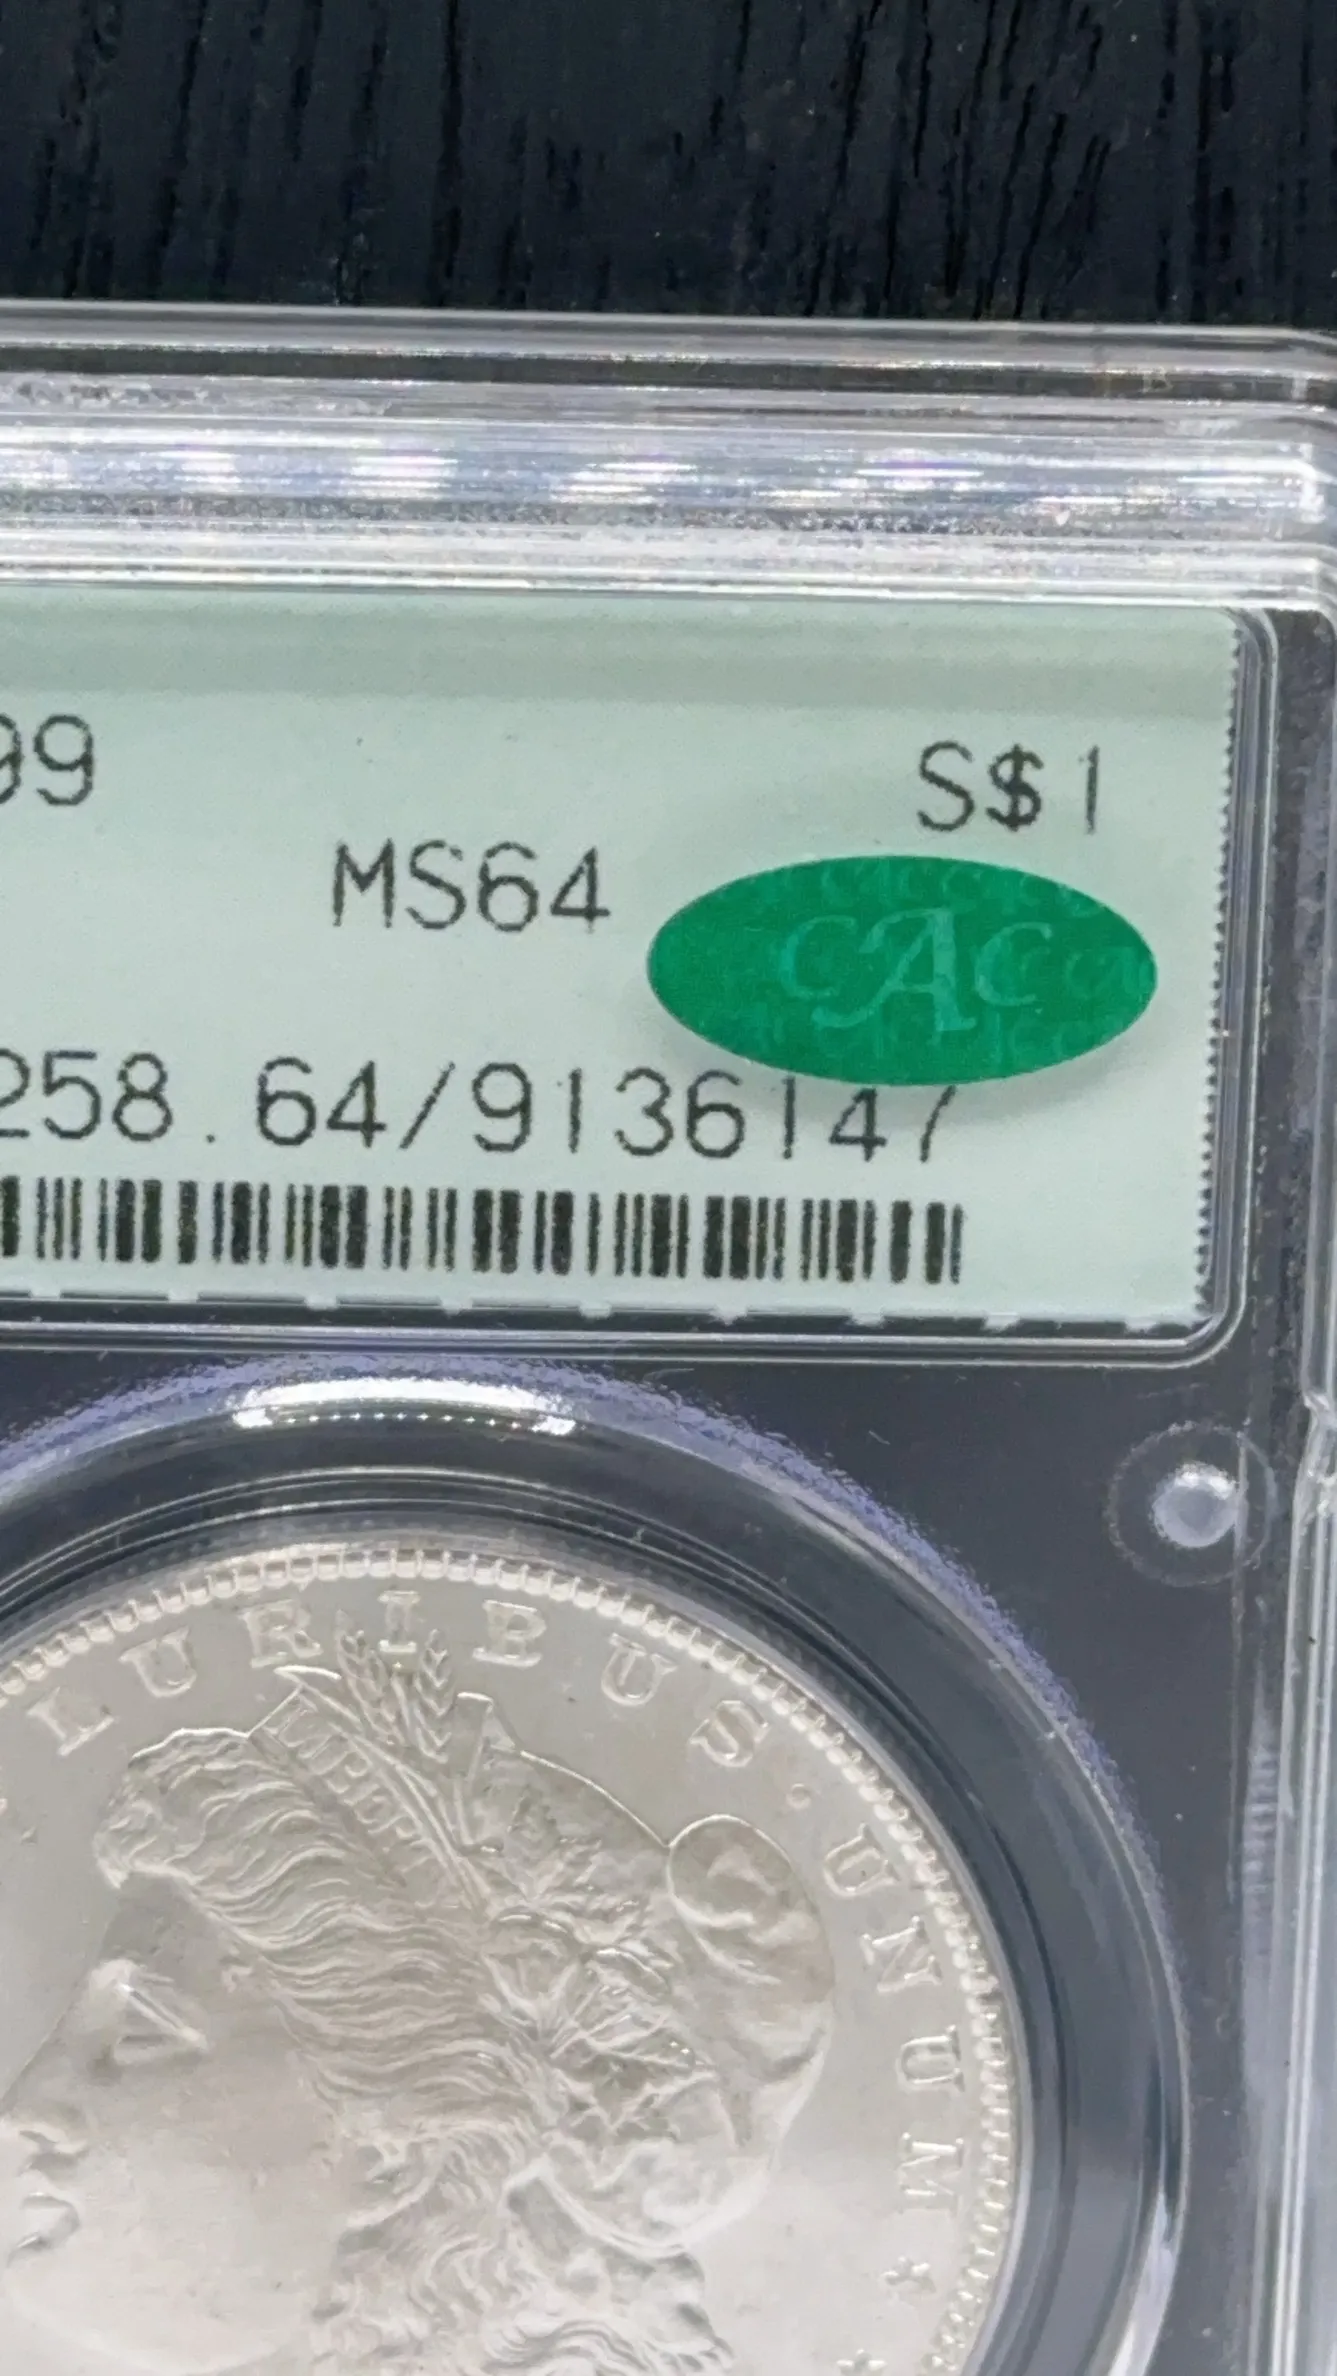 99
S$1
MS64
CAC
258.64/9136147
LURIBUS · UNUM
LIBERTY